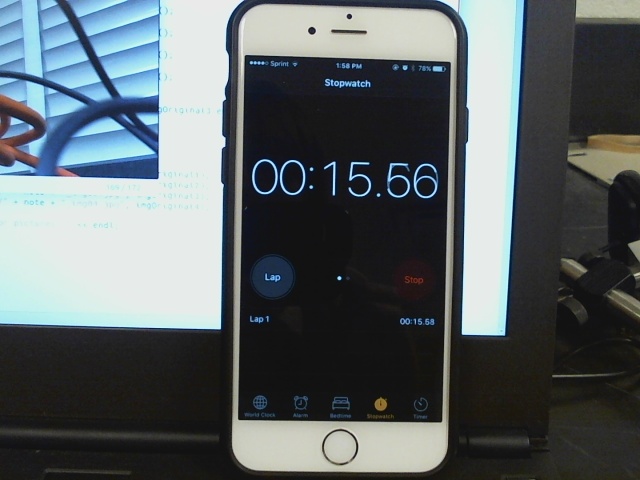 Sprint 1:58 PM 78%
Stopwatch
00:15.56
Lap Stop
Lap 1 00:15.58
World Clock Alarm Bedtime Stopwatch Timer